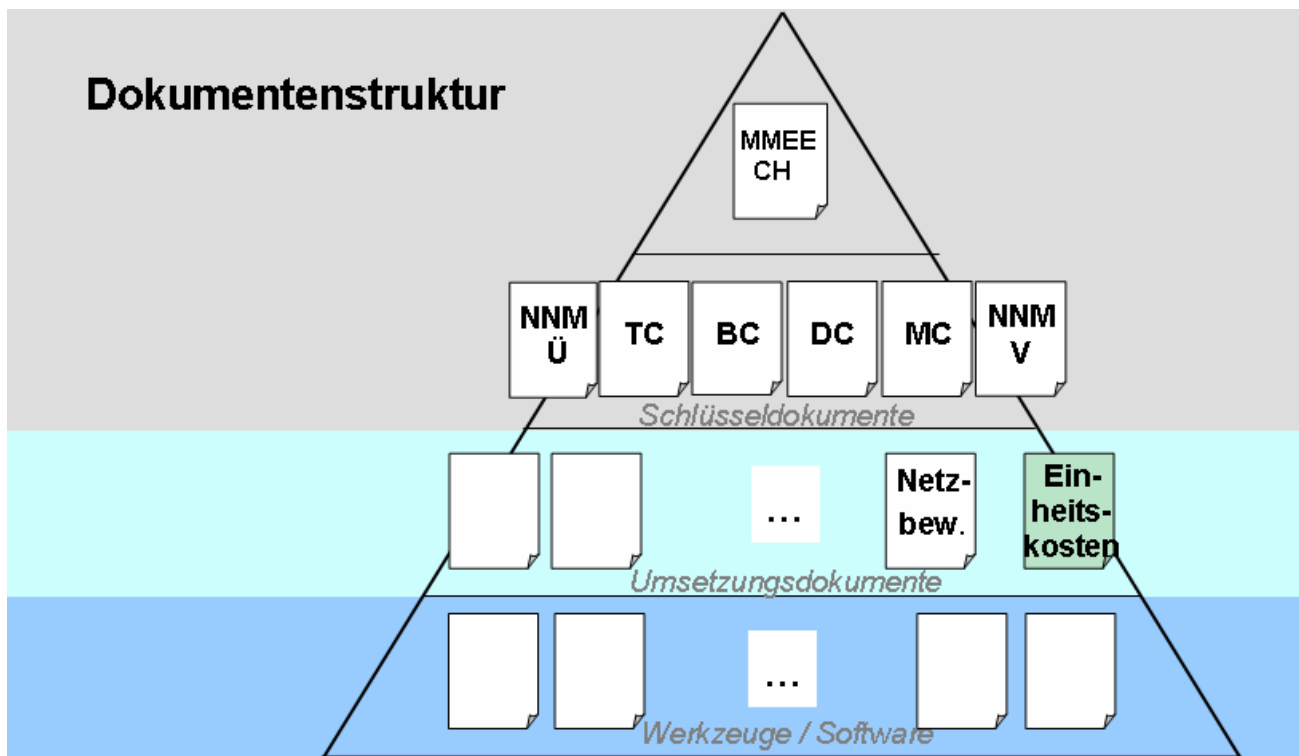 Dokumentenstruktur
MMEE
CH
NNM
Ü
TC
BC
DC
MC
NNM
V
Schlüsseldokumente
...
Netz-
bew.
Ein-
heits-
kosten
Umsetzungsdokumente
...
Werkzeuge / Software